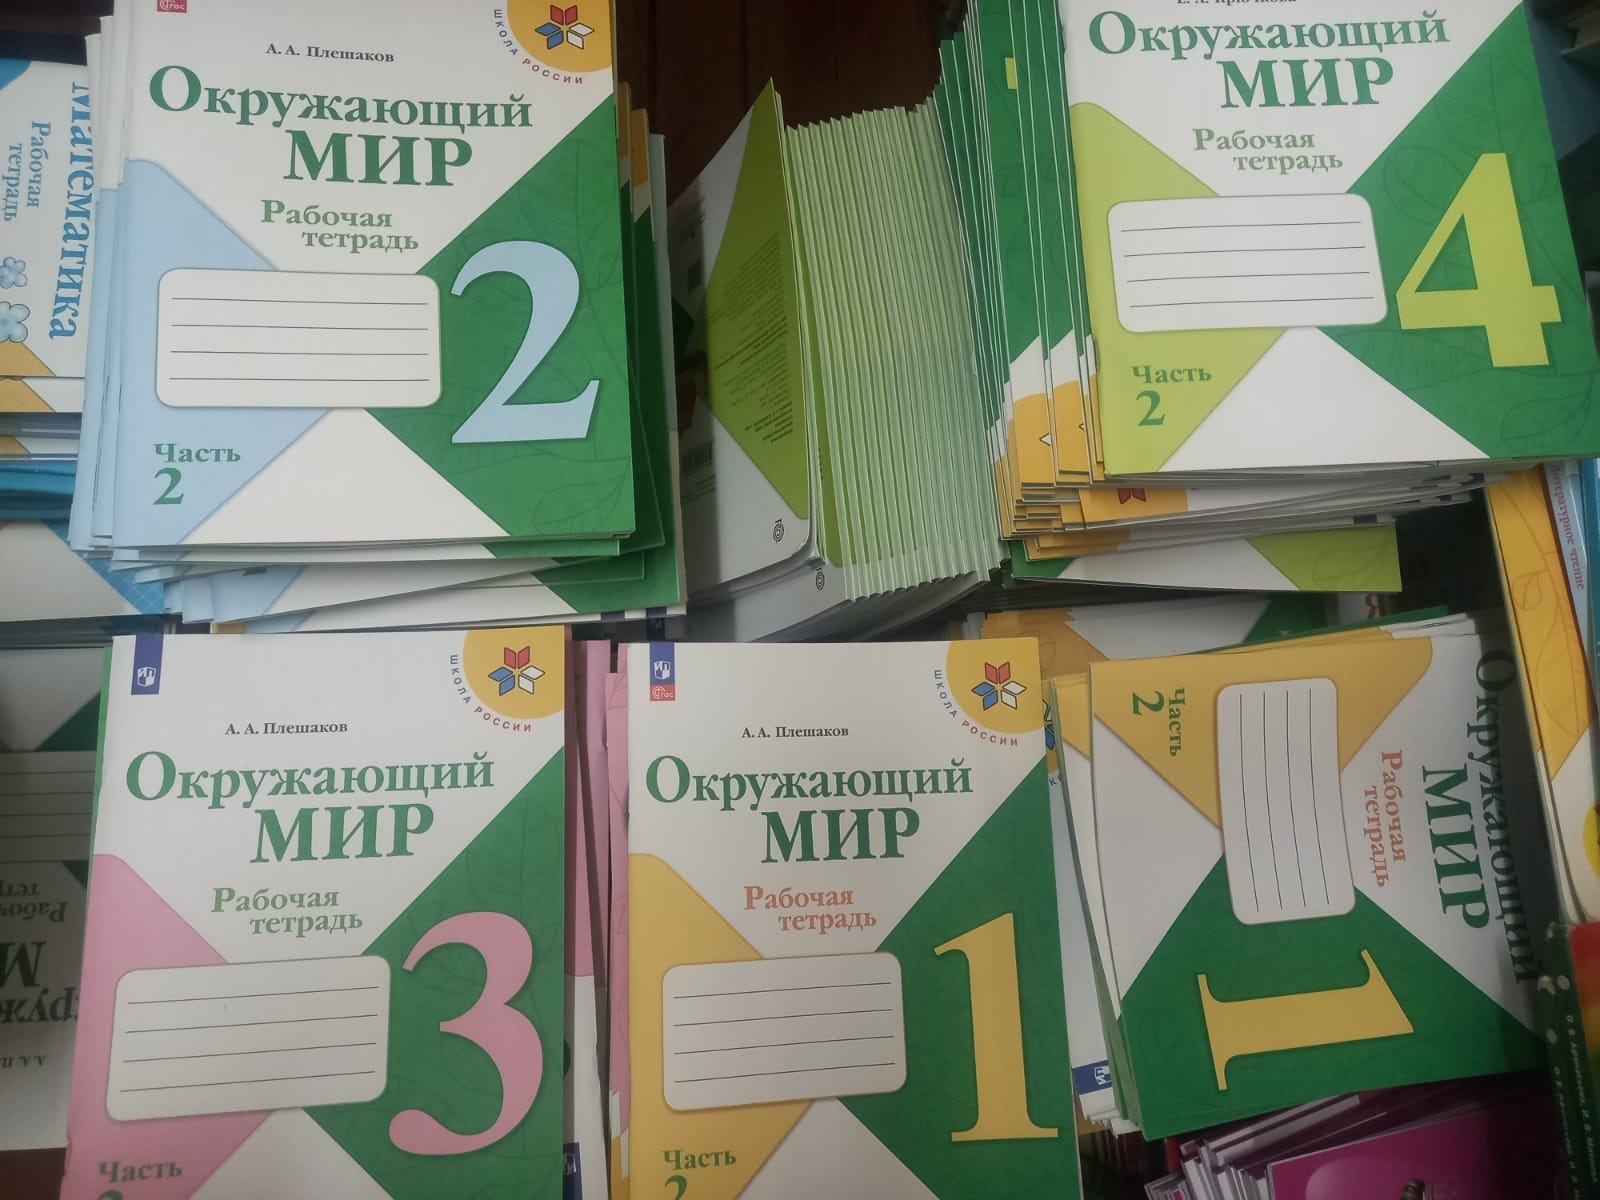 А. А. Плешаков
Окружающий
МИР
Рабочая
тетрадь
2
Часть
2
ШКОЛА РОССИИ
Математика
Рабочая
тетрадь
Окружающий
МИР
Рабочая
тетрадь
4
Часть
2
А. А. Плешаков
Окружающий
МИР
Рабочая
тетрадь
3
Часть
ШКОЛА РОССИИ
А. А. Плешаков
Окружающий
МИР
Рабочая
тетрадь
1
Часть
2
ШКОЛА РОССИИ
Окружающий
МИР
Рабочая
тетрадь
1
Часть
2